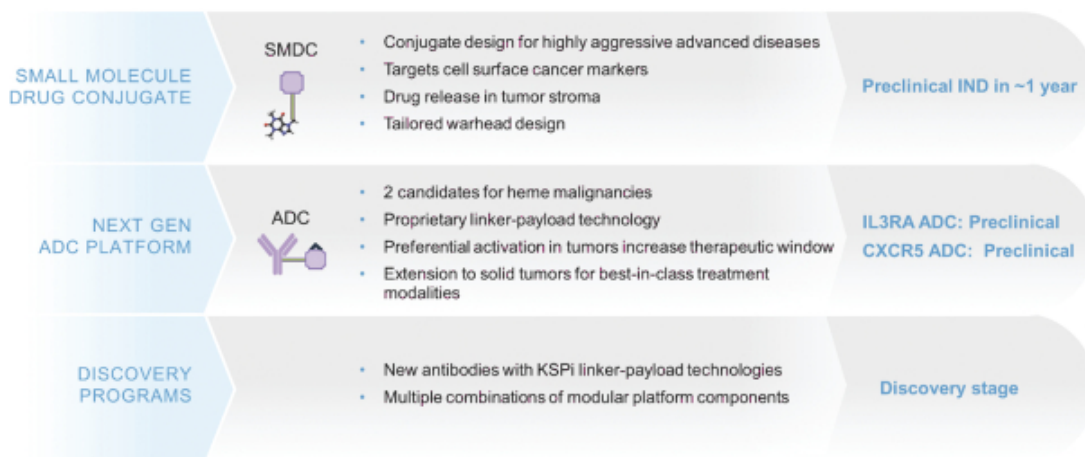 SMALL MOLECULE
DRUG CONJUGATE
SMDC
• Conjugate design for highly aggressive advanced diseases
• Targets cell surface cancer markers
• Drug release in tumor stroma
• Tailored warhead design
Preclinical IND in ~1 year
NEXT GEN
ADC PLATFORM
ADC
• 2 candidates for heme malignancies
• Proprietary linker-payload technology
• Preferential activation in tumors increase therapeutic window
• Extension to solid tumors for best-in-class treatment
modalities
IL3RA ADC: Preclinical
CXCR5 ADC: Preclinical
DISCOVERY
PROGRAMS
• New antibodies with KSPi linker-payload technologies
• Multiple combinations of modular platform components
Discovery stage